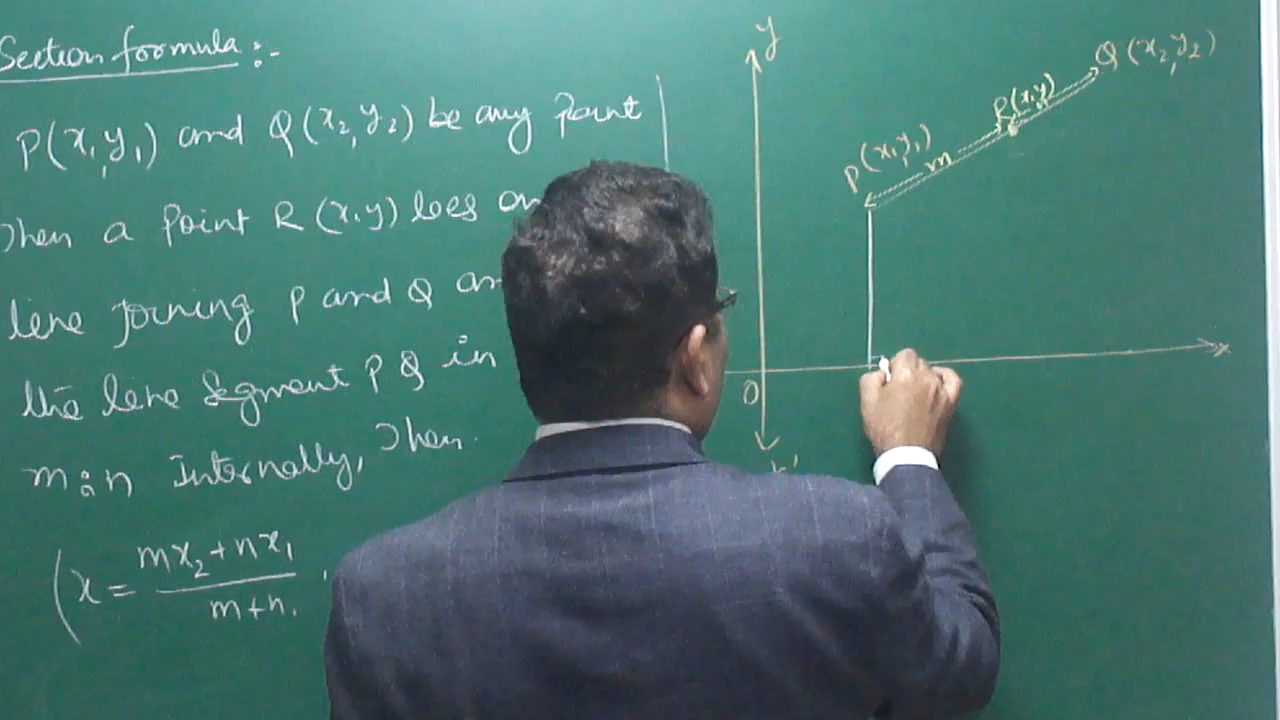 Section formula :-
P(x₁,y₁) and Q(x₂,y₂) be any point
Then a Point R(x,y) lies on
line joining P and Q an
the line segment P Q in
m:n Internally, Then
(x = mx₂+nx₁
m+n.
y
Q(x₂,y₂)
R(x,y)
P(x₁,y₁)
m
x
O